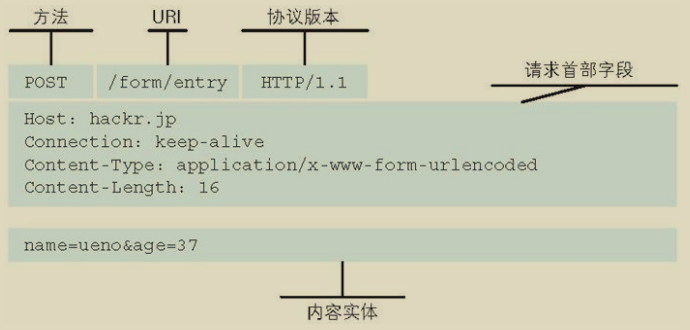 方法 URI 协议版本
请求首部字段
POST /form/entry HTTP/1.1
Host: hackr.jp
Connection: keep-alive
Content-Type: application/x-www-form-urlencoded
Content-Length: 16
name=ueno&age=37
内容实体